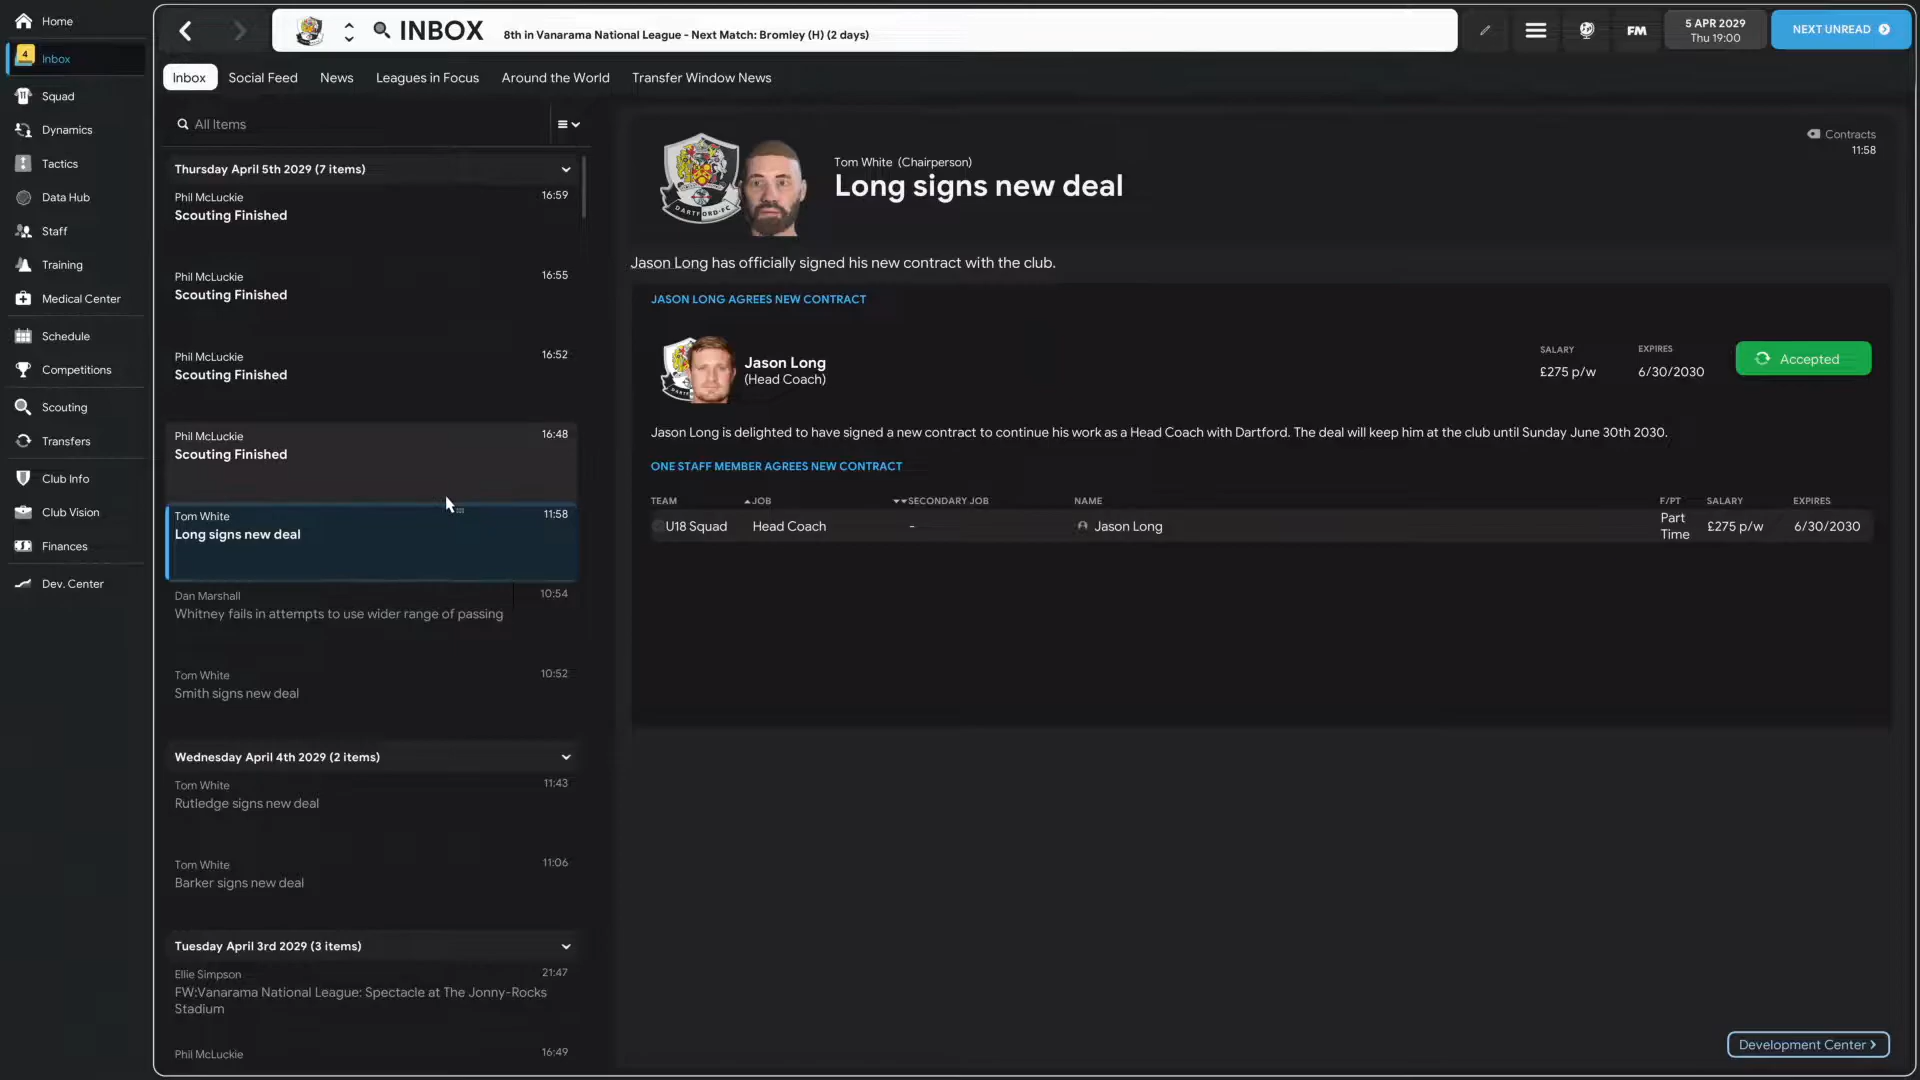 Home
4
Inbox
11
Squad
Dynamics
Tactics
Data Hub
Staff
Training
Medical Center
Schedule
Competitions
Scouting
Transfers
Club Info
Club Vision
Finances
Dev. Center
INBOX
8th in Vanarama National League - Next Match: Bromley (H) (2 days)
FM
5 APR 2029
Thu 19:00
NEXT UNREAD
Inbox
Social Feed
News
Leagues in Focus
Around the World
Transfer Window News
All Items
Thursday April 5th 2029 (7 items)
Phil McLuckie 16:59
Scouting Finished
Phil McLuckie 16:55
Scouting Finished
Phil McLuckie 16:52
Scouting Finished
Phil McLuckie 16:48
Scouting Finished
Tom White 11:58
Long signs new deal
Dan Marshall 10:54
Whitney fails in attempts to use wider range of passing
Tom White 10:52
Smith signs new deal
Wednesday April 4th 2029 (2 items)
Tom White 11:43
Rutledge signs new deal
Tom White 11:06
Barker signs new deal
Tuesday April 3rd 2029 (3 items)
Ellie Simpson 21:47
FW:Vanarama National League: Spectacle at The Jonny-Rocks
Stadium
Phil McLuckie 16:49
DARTFORD FC
Tom White (Chairperson)
Long signs new deal
Contracts
11:58
Jason Long has officially signed his new contract with the club.
JASON LONG AGREES NEW CONTRACT
Jason Long
(Head Coach)
SALARY
£275 p/w
EXPIRES
6/30/2030
Accepted
Jason Long is delighted to have signed a new contract to continue his work as a Head Coach with Dartford. The deal will keep him at the club until Sunday June 30th 2030.
ONE STAFF MEMBER AGREES NEW CONTRACT
TEAM JOB SECONDARY JOB NAME F/PT SALARY EXPIRES
U18 Squad Head Coach - Jason Long Part Time £275 p/w 6/30/2030
Development Center